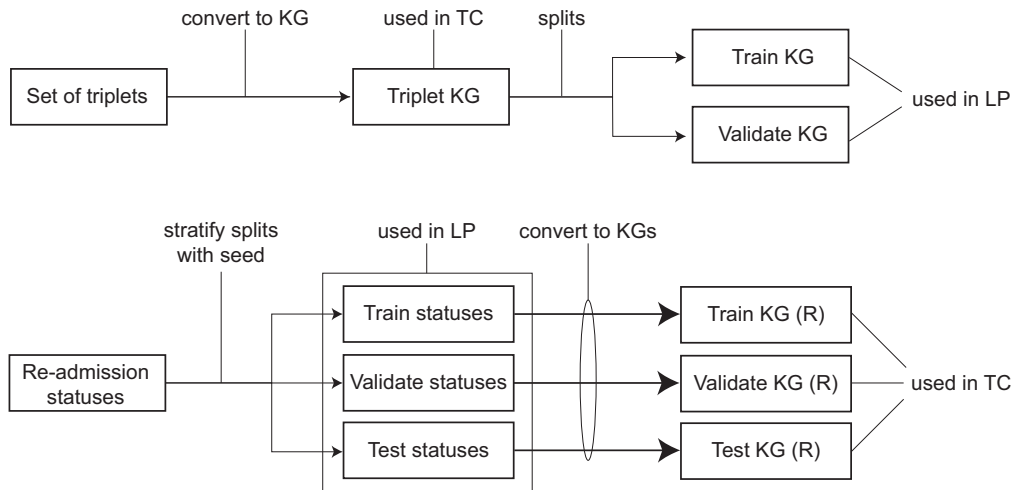 convert to KG
used in TC
splits
Set of triplets
Triplet KG
Train KG
Validate KG
used in LP
stratify splits
with seed
used in LP
convert to KGs
Re-admission
statuses
Train statuses
Validate statuses
Test statuses
Train KG (R)
Validate KG (R)
Test KG (R)
used in TC